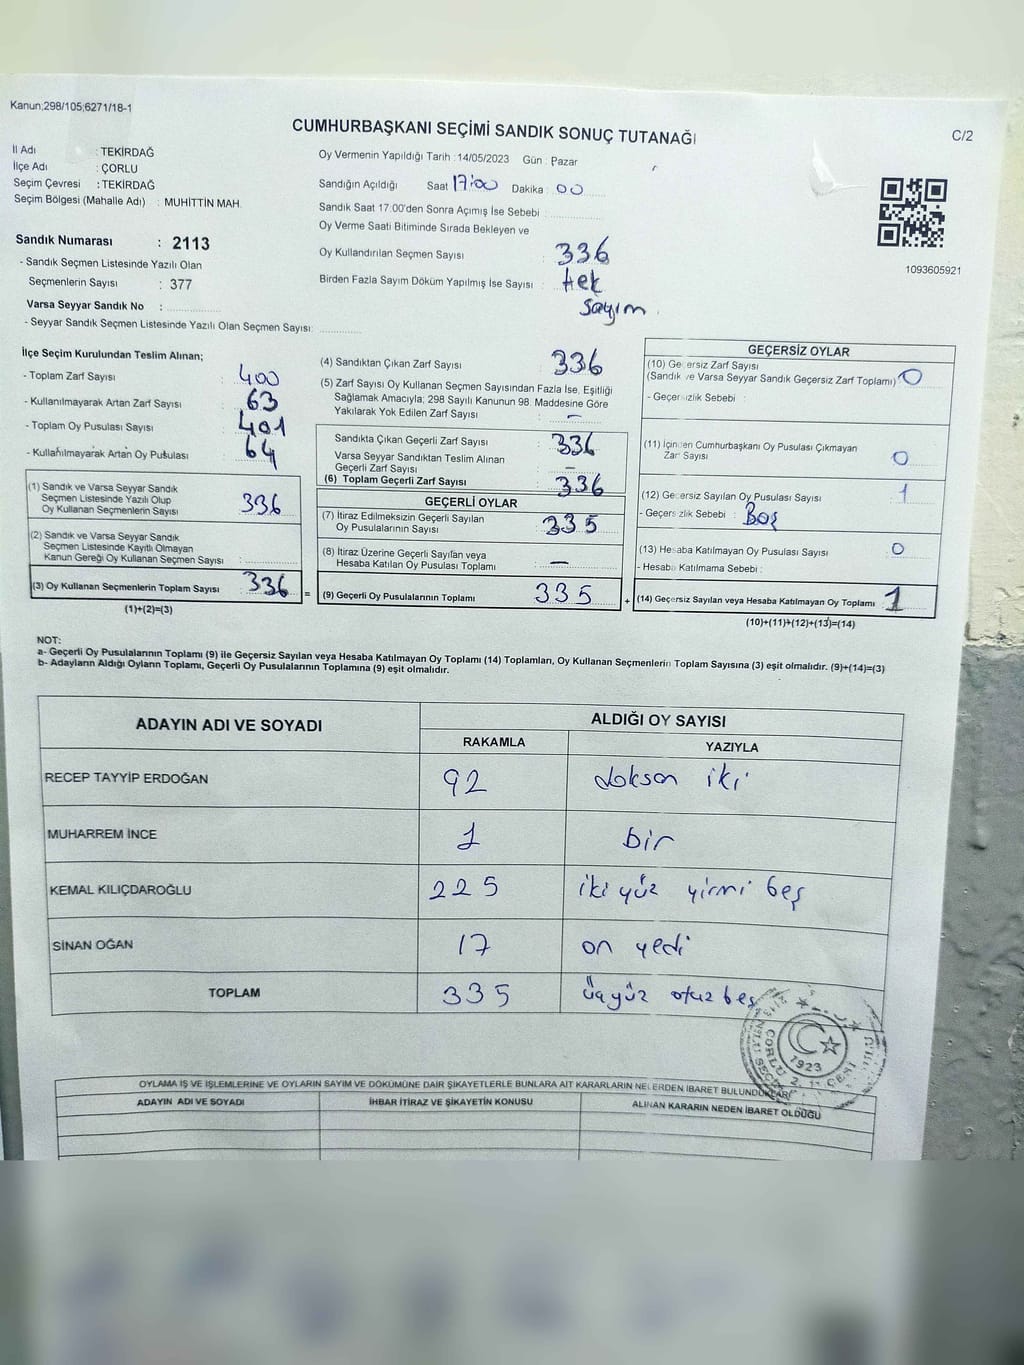 Kanun;298/105;6271/18-1
CUMHURBAŞKANI SEÇİMİ SANDIK SONUÇ TUTANAĞI
C/2
İl Adı : TEKİRDAĞ
İlçe Adı : ÇORLU
Seçim Çevresi : TEKİRDAĞ
Seçim Bölgesi (Mahalle Adı) : MUHİTTİN MAH.
Sandık Numarası : 2113
- Sandık Seçmen Listesinde Yazılı Olan
Seçmenlerin Sayısı : 377
Varsa Seyyar Sandık No :
- Seyyar Sandık Seçmen Listesinde Yazılı Olan Seçmen Sayısı:
Oy Vermenin Yapıldığı Tarih :14/05/2023 Gün : Pazar
Sandığın Açıldığı Saat 17:00 Dakika : 00
Sandık Saat 17:00'den Sonra Açımış İse Sebebi :
Oy Verme Saati Bitiminde Sırada Bekleyen ve
Oy Kullandırılan Seçmen Sayısı : 336
Birden Fazla Sayım Döküm Yapılmış İse Sayısı : tek
sayım
1093605921
İlçe Seçim Kurulundan Teslim Alınan;
- Toplam Zarf Sayısı : 400
- Kullanılmayarak Artan Zarf Sayısı : 63
- Toplam Oy Pusulası Sayısı : 401
- Kullanılmayarak Artan Oy Pusulası : 64
(1) Sandık ve Varsa Seyyar Sandık
Seçmen Listesinde Yazılı Olup
Oy Kullanan Seçmenlerin Sayısı : 336
(2) Sandık ve Varsa Seyyar Sandık
Seçmen Listesinde Kayıtlı Olmayan
Kanun Gereği Oy Kullanan Seçmen Sayısı :
(3) Oy Kullanan Seçmenlerin Toplam Sayısı : 336
(1)+(2)=(3)
(4) Sandıktan Çıkan Zarf Sayısı : 336
(5) Zarf Sayısı Oy Kullanan Seçmen Sayısından Fazla İse, Eşitliği
Sağlamak Amacıyla; 298 Sayılı Kanunun 98. Maddesine Göre
Yakılarak Yok Edilen Zarf Sayısı : -
Sandıkta Çıkan Geçerli Zarf Sayısı : 336
Varsa Seyyar Sandıktan Teslim Alınan
Geçerli Zarf Sayısı : -
(6) Toplam Geçerli Zarf Sayısı : 336
GEÇERLİ OYLAR
(7) İtiraz Edilmeksizin Geçerli Sayılan
Oy Pusulalarının Sayısı : 335
(8) İtiraz Üzerine Geçerli Sayılan veya
Hesaba Katılan Oy Pusulası Toplamı : -
= (9) Geçerli Oy Pusulalarının Toplamı : 335
GEÇERSİZ OYLAR
(10) Geçersiz Zarf Sayısı
(Sandık ve Varsa Seyyar Sandık Geçersiz Zarf Toplamı) : 0
- Geçersizlik Sebebi :
(11) İçinden Cumhurbaşkanı Oy Pusulası Çıkmayan
Zarf Sayısı : 0
(12) Geçersiz Sayılan Oy Pusulası Sayısı : 1
- Geçersizlik Sebebi : Boş
(13) Hesaba Katılmayan Oy Pusulası Sayısı : 0
- Hesaba Katılmama Sebebi :
+ (14) Geçersiz Sayılan veya Hesaba Katılmayan Oy Toplamı : 1
(10)+(11)+(12)+(13)=(14)
NOT:
a- Geçerli Oy Pusulalarının Toplamı (9) ile Geçersiz Sayılan veya Hesaba Katılmayan Oy Toplamı (14) Toplamları, Oy Kullanan Seçmenlerin Toplam Sayısına (3) eşit olmalıdır. (9)+(14)=(3)
b- Adayların Aldığı Oyların Toplamı, Geçerli Oy Pusulalarının Toplamına (9) eşit olmalıdır.
ADAYIN ADI VE SOYADI
ALDIĞI OY SAYISI
RAKAMLA YAZIYLA
RECEP TAYYİP ERDOĞAN 92 doksan iki
MUHARREM İNCE 1 bir
KEMAL KILIÇDAROĞLU 225 iki yüz yirmi beş
SİNAN OĞAN 17 on yedi
TOPLAM 335 üçyüz otuz beş
1923
ÇORLU 2.
OYLAMA İŞ VE İŞLEMLERİNE VE OYLARIN SAYIM VE DÖKÜMÜNE DAİR ŞİKAYETLERLE BUNLARA AİT KARARLARIN NELERDEN İBARET BULUNDUKLARI
ADAYIN ADI VE SOYADI İHBAR İTİRAZ VE ŞİKAYETİN KONUSU ALINAN KARARIN NEDEN İBARET OLDUĞU